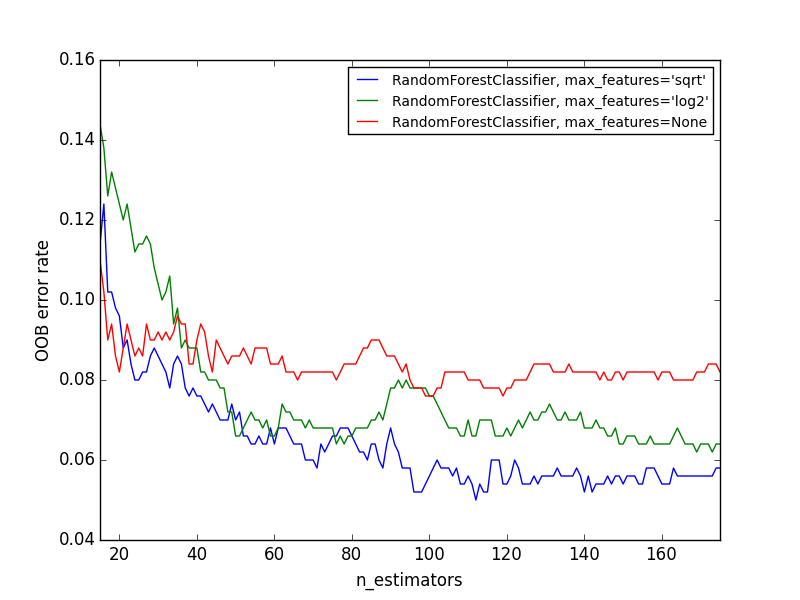 RandomForestClassifier, max_features='sqrt'
RandomForestClassifier, max_features='log2'
RandomForestClassifier, max_features=None
0.16
0.14
0.12
0.10
0.08
0.06
0.04
OOB error rate
20 40 60 80 100 120 140 160
n_estimators